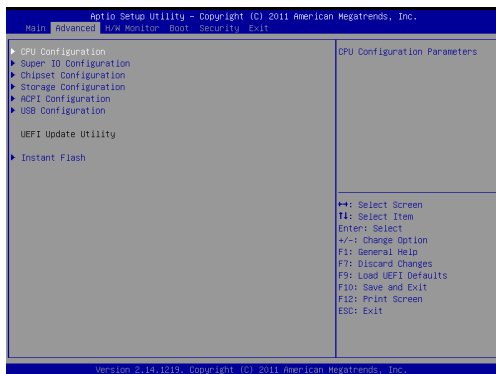 Aptio Setup Utility – Copyright (C) 2011 American Megatrends, Inc.
Main Advanced H/W Monitor Boot Security Exit
CPU Configuration
Super IO Configuration
Chipset Configuration
Storage Configuration
ACPI Configuration
USB Configuration
UEFI Update Utility
Instant Flash
CPU Configuration Parameters
↔: Select Screen
↑↓: Select Item
Enter: Select
+/-: Change Option
F1: General Help
F7: Discard Changes
F9: Load UEFI Defaults
F10: Save and Exit
F12: Print Screen
ESC: Exit
Version 2.14.1219. Copyright (C) 2011 American Megatrends, Inc.